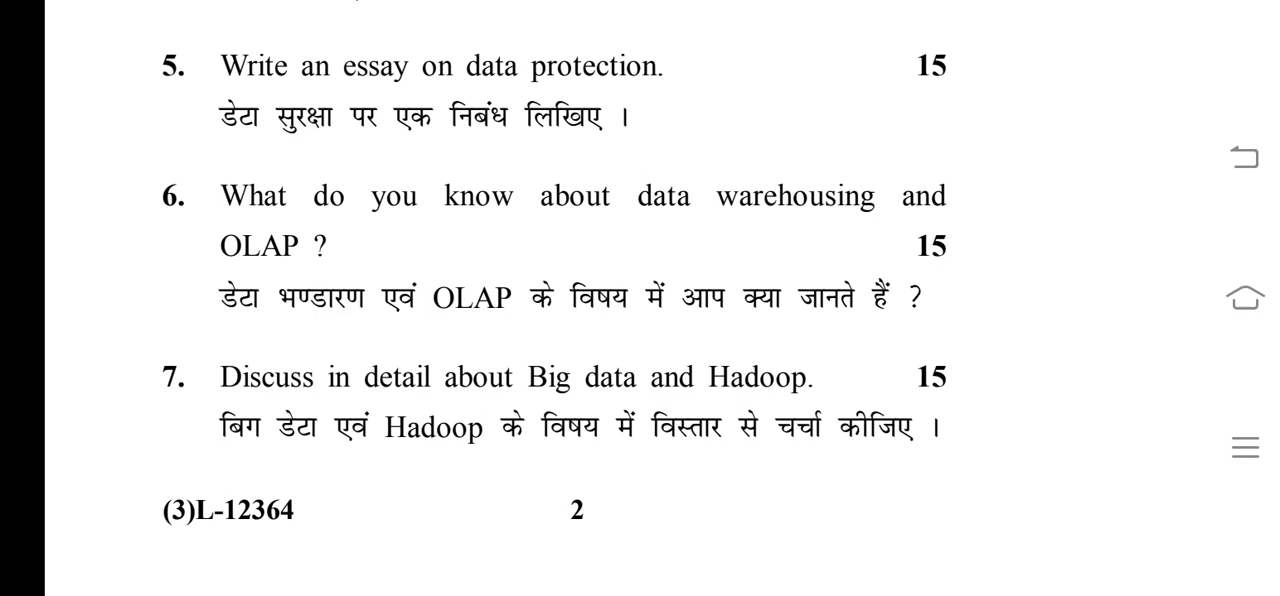 5. Write an essay on data protection. 15
डेटा सुरक्षा पर एक निबंध लिखिए ।
6. What do you know about data warehousing and
OLAP ? 15
डेटा भण्डारण एवं OLAP के विषय में आप क्या जानते हैं ?
7. Discuss in detail about Big data and Hadoop. 15
बिग डेटा एवं Hadoop के विषय में विस्तार से चर्चा कीजिए ।
(3)L-12364 2